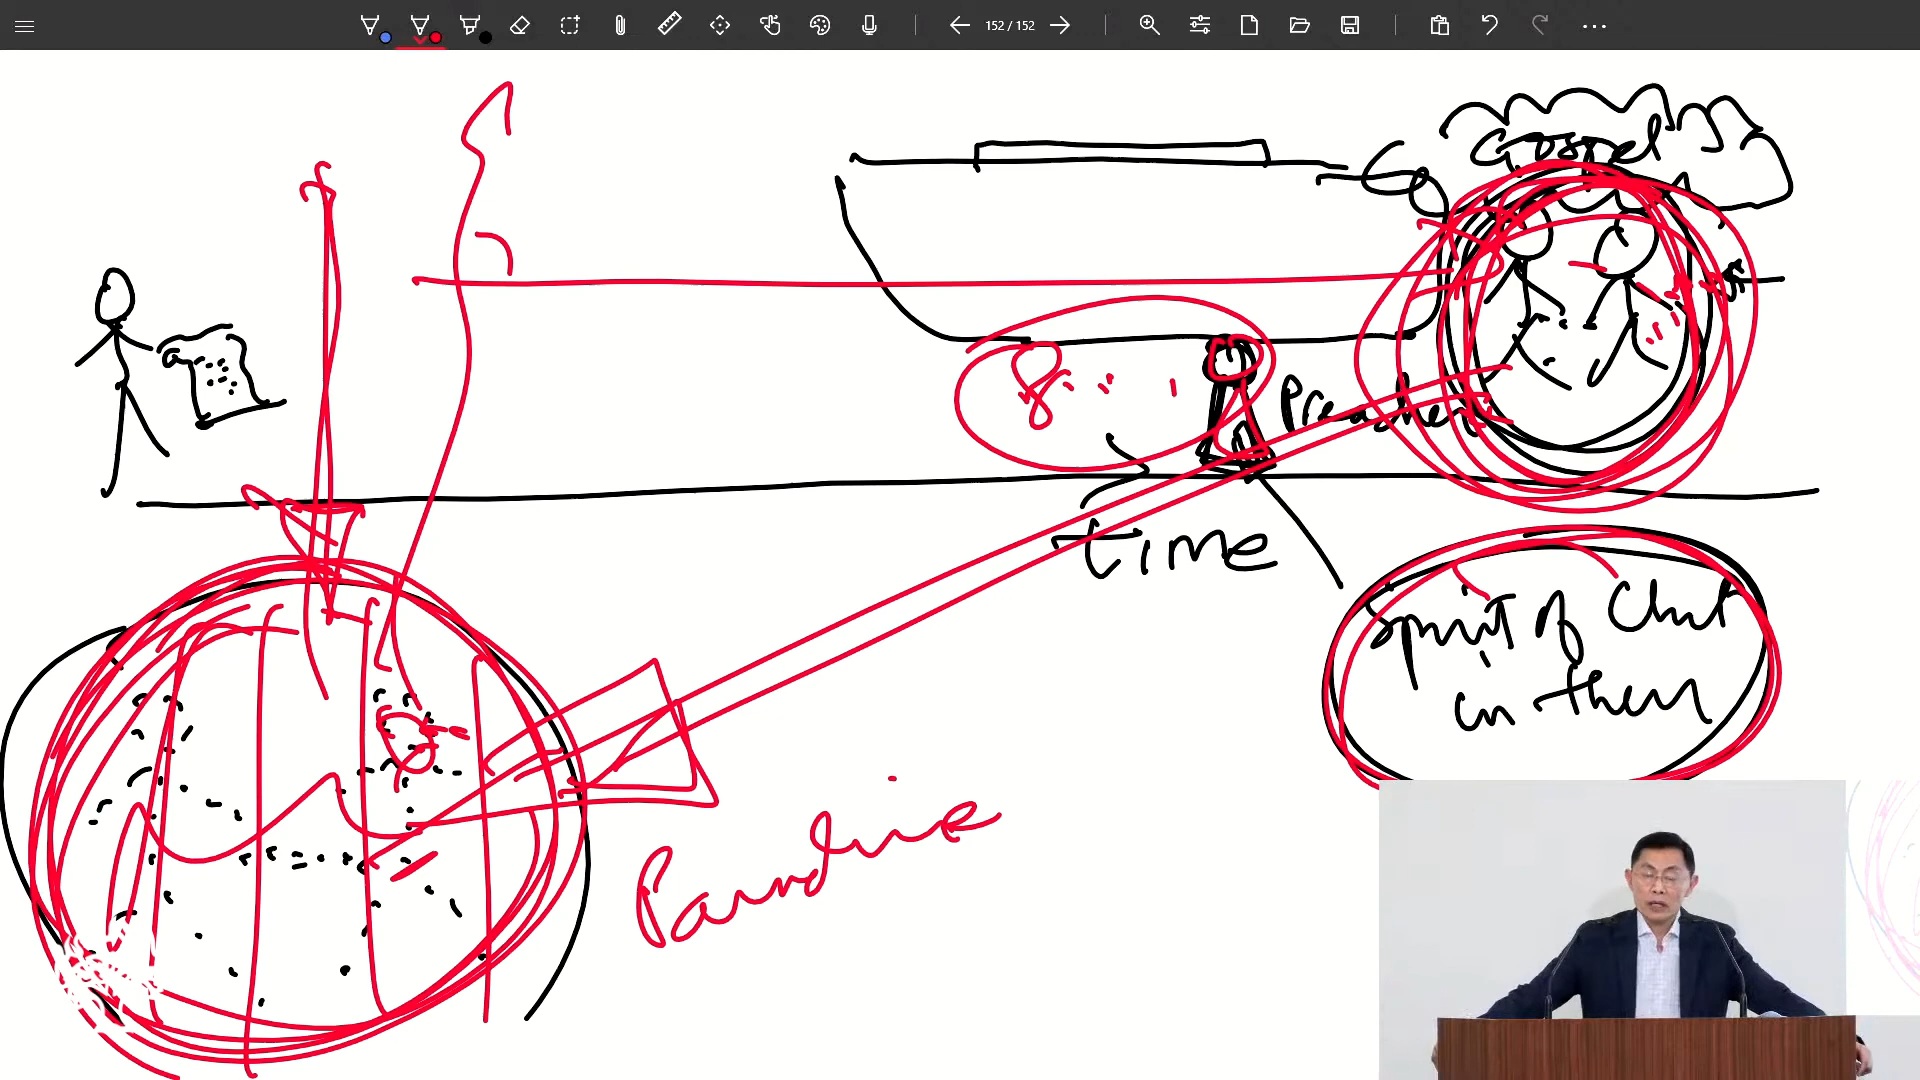 152 / 152
Gospel
Preacher
time
Spirit of Christ
in them
Paradise